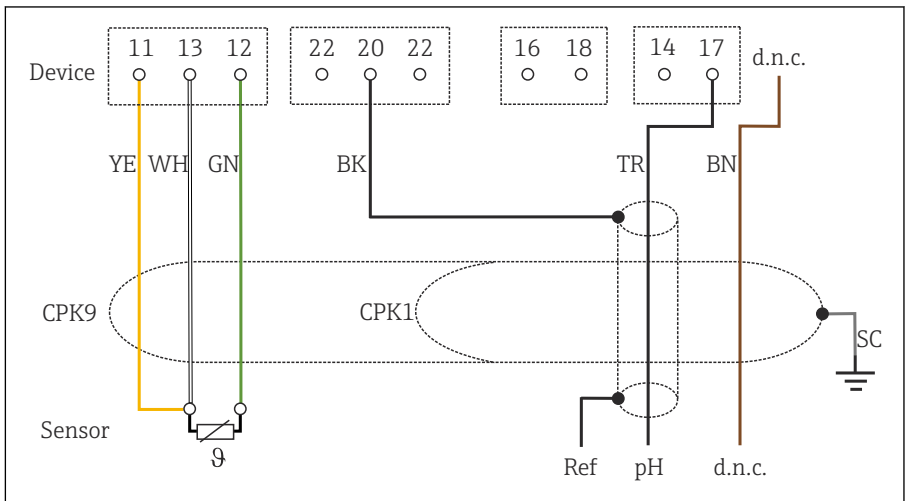 11 13 12 22 20 22 16 18 14 17 d.n.c.
Device
YE WH GN BK TR BN
CPK9 CPK1
SC
Sensor
ϑ Ref pH d.n.c.